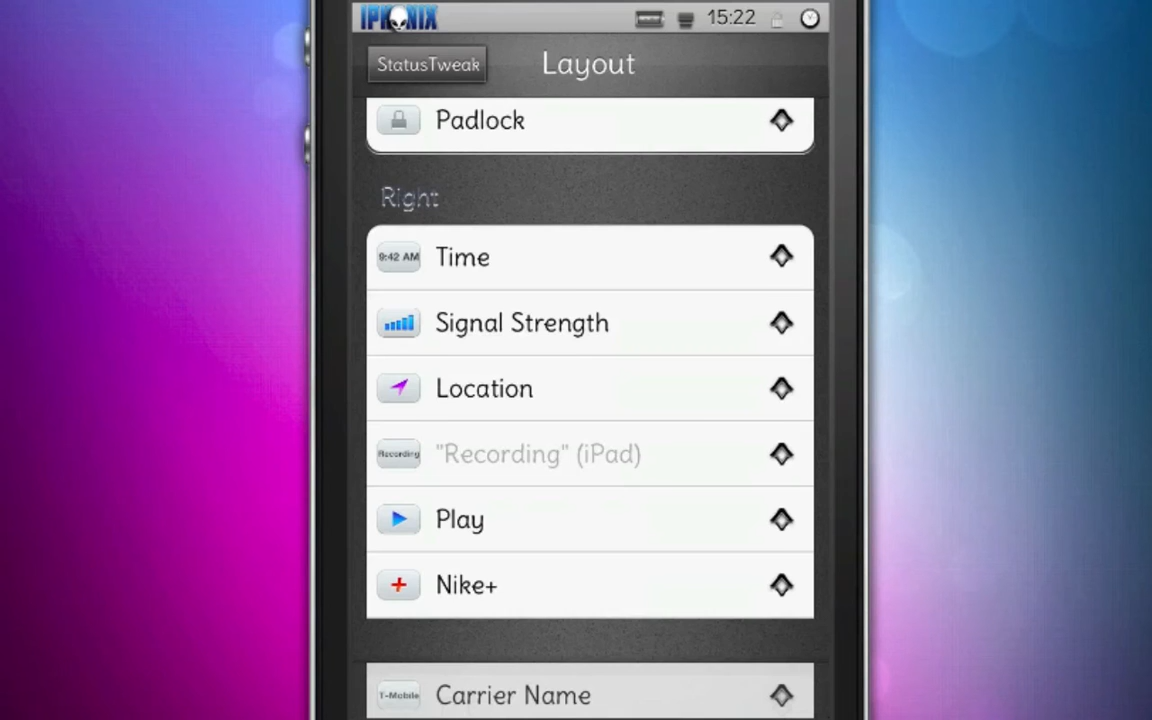 IPHONIX
15:22
StatusTweak
Layout
Padlock
Right
9:42 AM
Time
Signal Strength
Location
Recording
"Recording" (iPad)
Play
Nike+
T-Mobile
Carrier Name